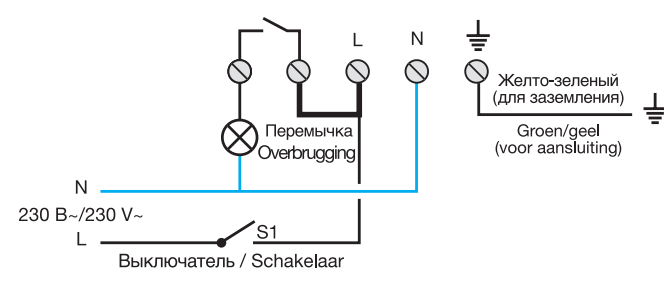 L
N
Желто-зеленый
(для заземления)
Groen/geel
(voor aansluiting)
Перемычка
Overbrugging
N
230 В~/230 V~
L
S1
Выключатель / Schakelaar